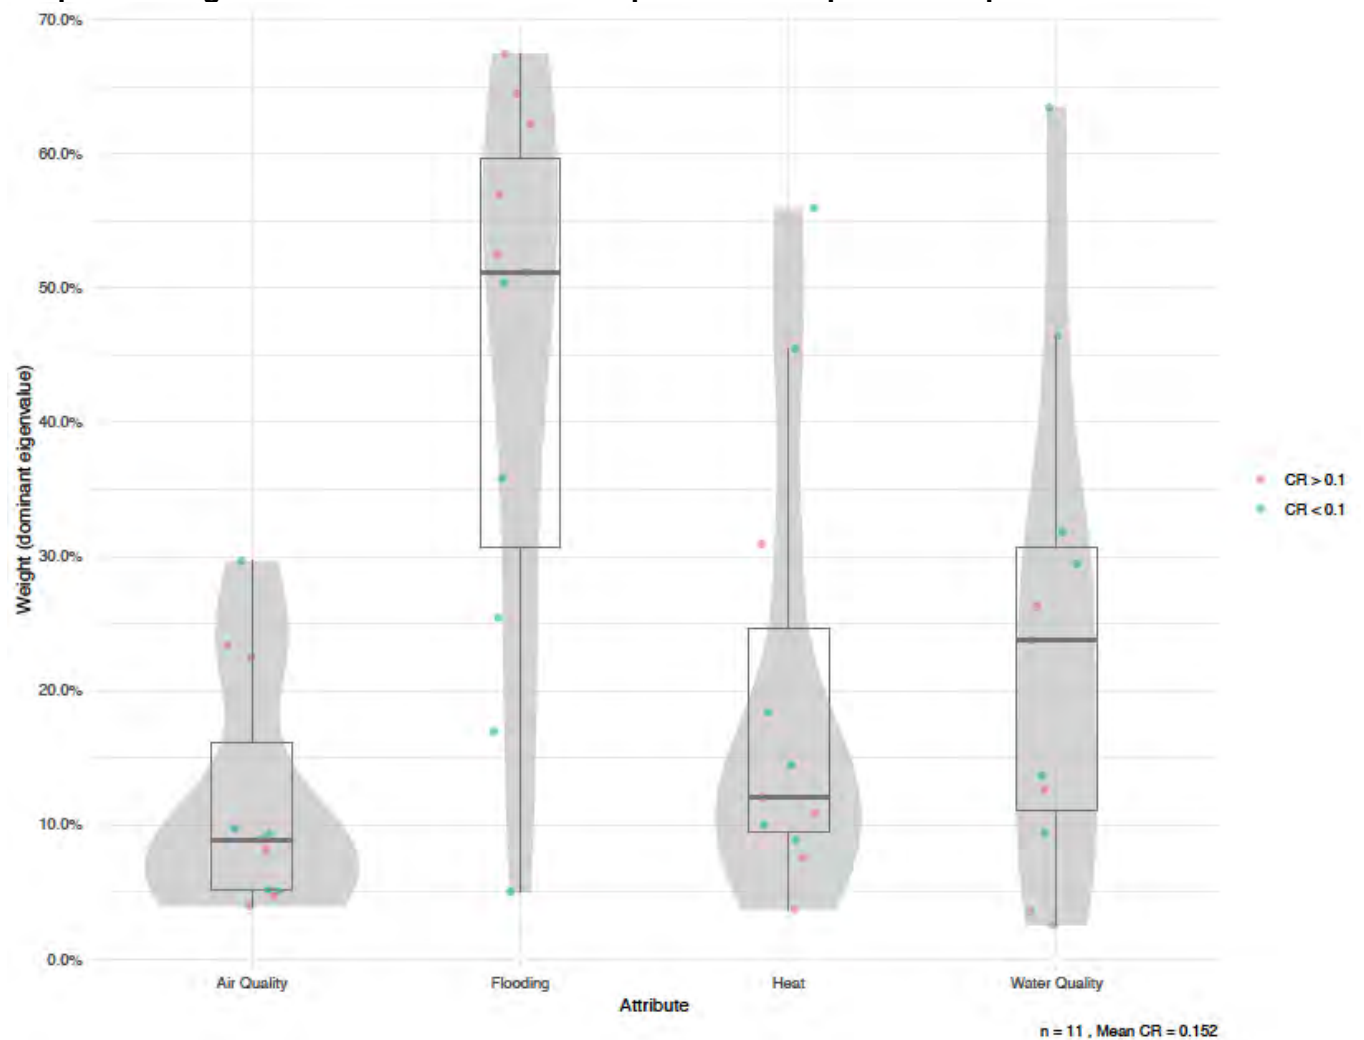 70.0%
60.0%
50.0%
40.0%
30.0%
20.0%
10.0%
0.0%
Weight (dominant eigenvalue)
Air Quality
Flooding
Heat
Water Quality
Attribute
CR > 0.1
CR < 0.1
n = 11 , Mean CR = 0.152